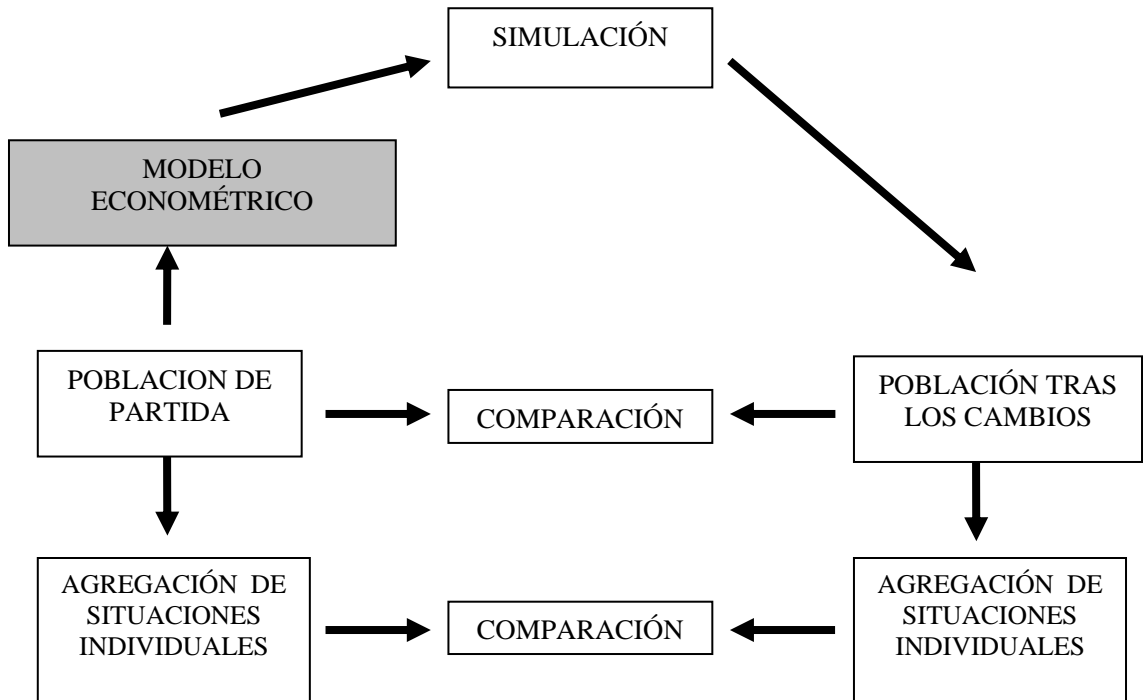 SIMULACIÓN
MODELO
ECONOMÉTRICO
POBLACION DE
PARTIDA
COMPARACIÓN
POBLACIÓN TRAS
LOS CAMBIOS
AGREGACIÓN DE
SITUACIONES
INDIVIDUALES
COMPARACIÓN
AGREGACIÓN DE
SITUACIONES
INDIVIDUALES